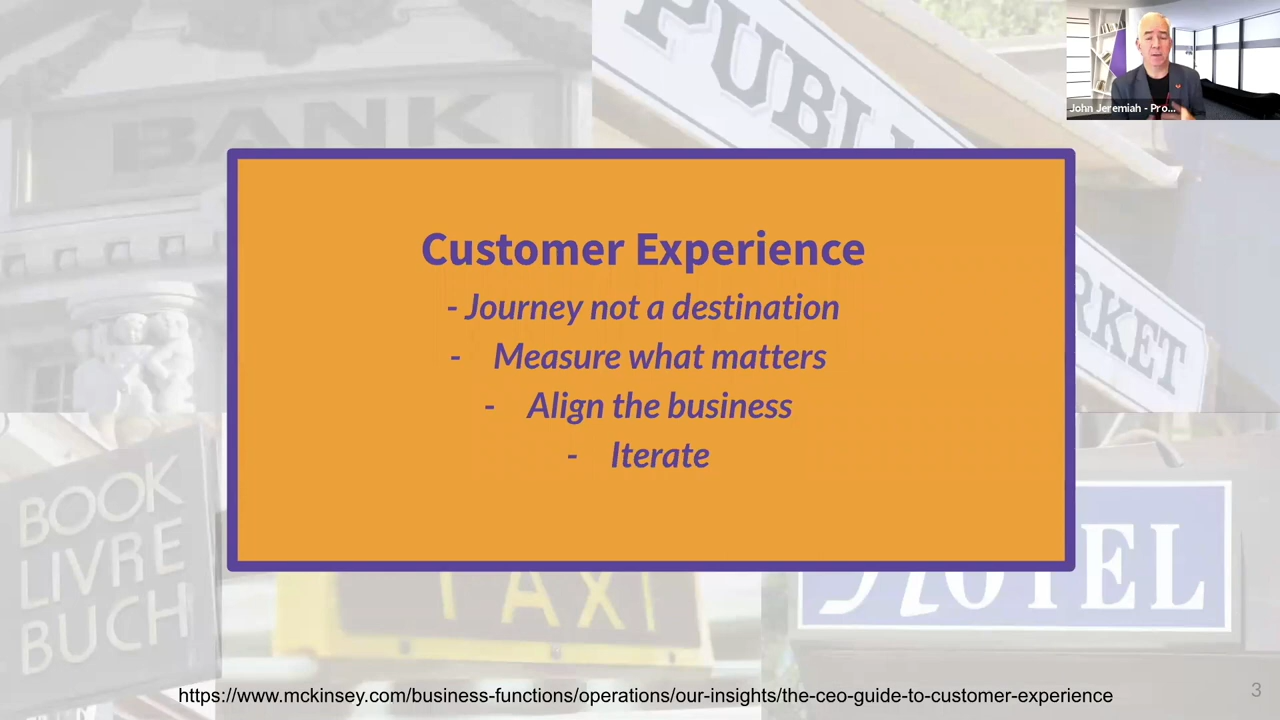 BANK
PUBLI
John Jeremiah - Pro...
Customer Experience
- Journey not a destination
- Measure what matters
- Align the business
- Iterate
RKET
BOOK
LIVRE
BUCH
TAXI
HOTEL
https://www.mckinsey.com/business-functions/operations/our-insights/the-ceo-guide-to-customer-experience
3